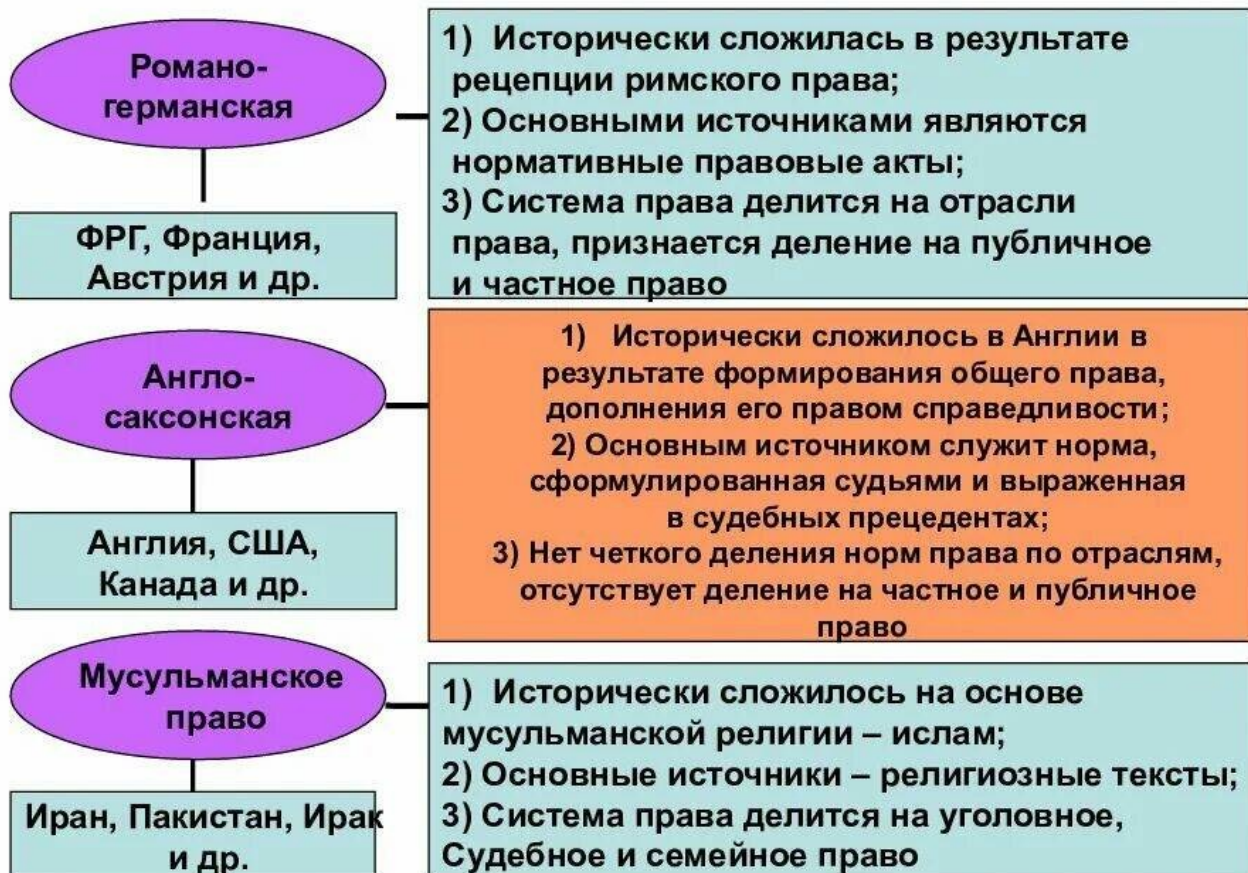 Романо-
германская
ФРГ, Франция,
Австрия и др.
1) Исторически сложилась в результате
рецепции римского права;
2) Основными источниками являются
нормативные правовые акты;
3) Система права делится на отрасли
права, признается деление на публичное
и частное право
Англо-
саксонская
Англия, США,
Канада и др.
1) Исторически сложилось в Англии в
результате формирования общего права,
дополнения его правом справедливости;
2) Основным источником служит норма,
сформулированная судьями и выраженная
в судебных прецедентах;
3) Нет четкого деления норм права по отраслям,
отсутствует деление на частное и публичное
право
Мусульманское
право
Иран, Пакистан, Ирак
и др.
1) Исторически сложилось на основе
мусульманской религии – ислам;
2) Основные источники – религиозные тексты;
3) Система права делится на уголовное,
Судебное и семейное право